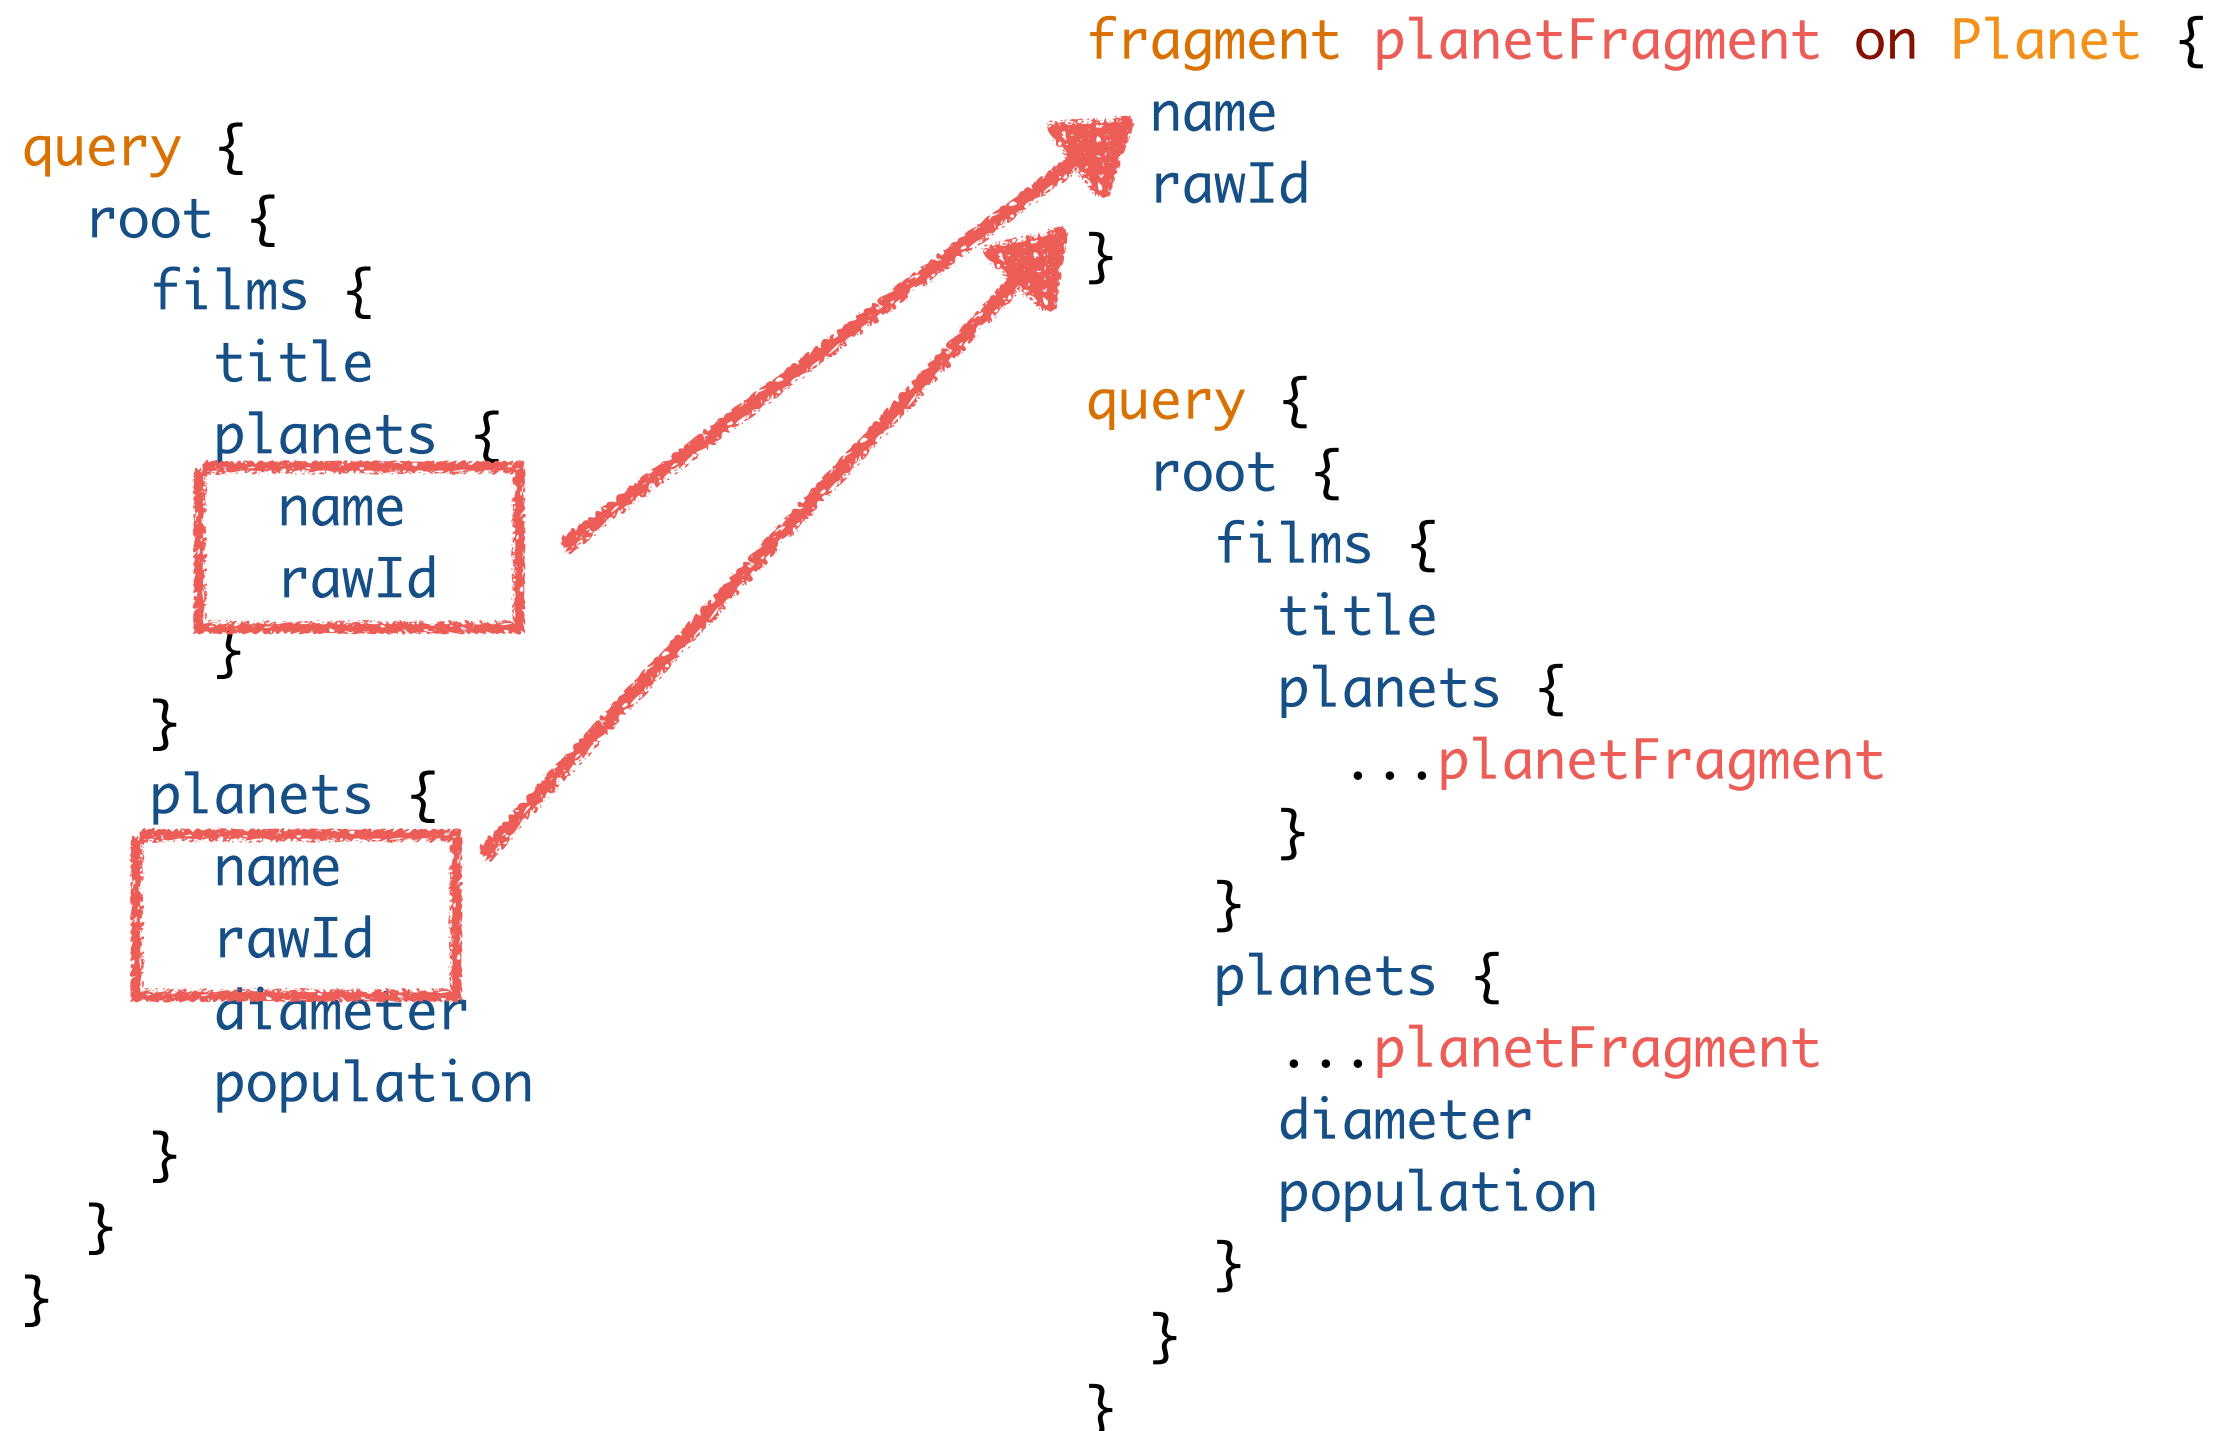 query {
  root {
    films {
      title
      planets {
        name
        rawId
      }
    }
    planets {
      name
      rawId
      diameter
      population
    }
  }
}
fragment planetFragment on Planet {
  name
  rawId
}
query {
  root {
    films {
      title
      planets {
        ...planetFragment
      }
    }
    planets {
      ...planetFragment
      diameter
      population
    }
  }
}